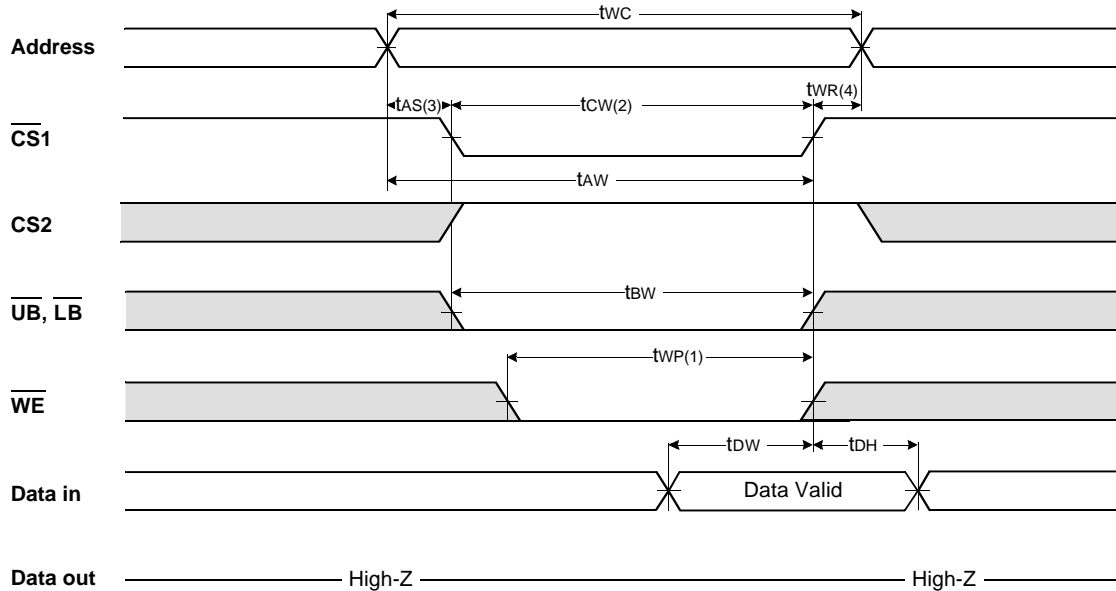 tWC
Address
tAS(3) tCW(2) tWR(4)
CS1
tAW
CS2
UB, LB
tBW
WE
tWP(1)
tDW tDH
Data in Data Valid
Data out High-Z High-Z